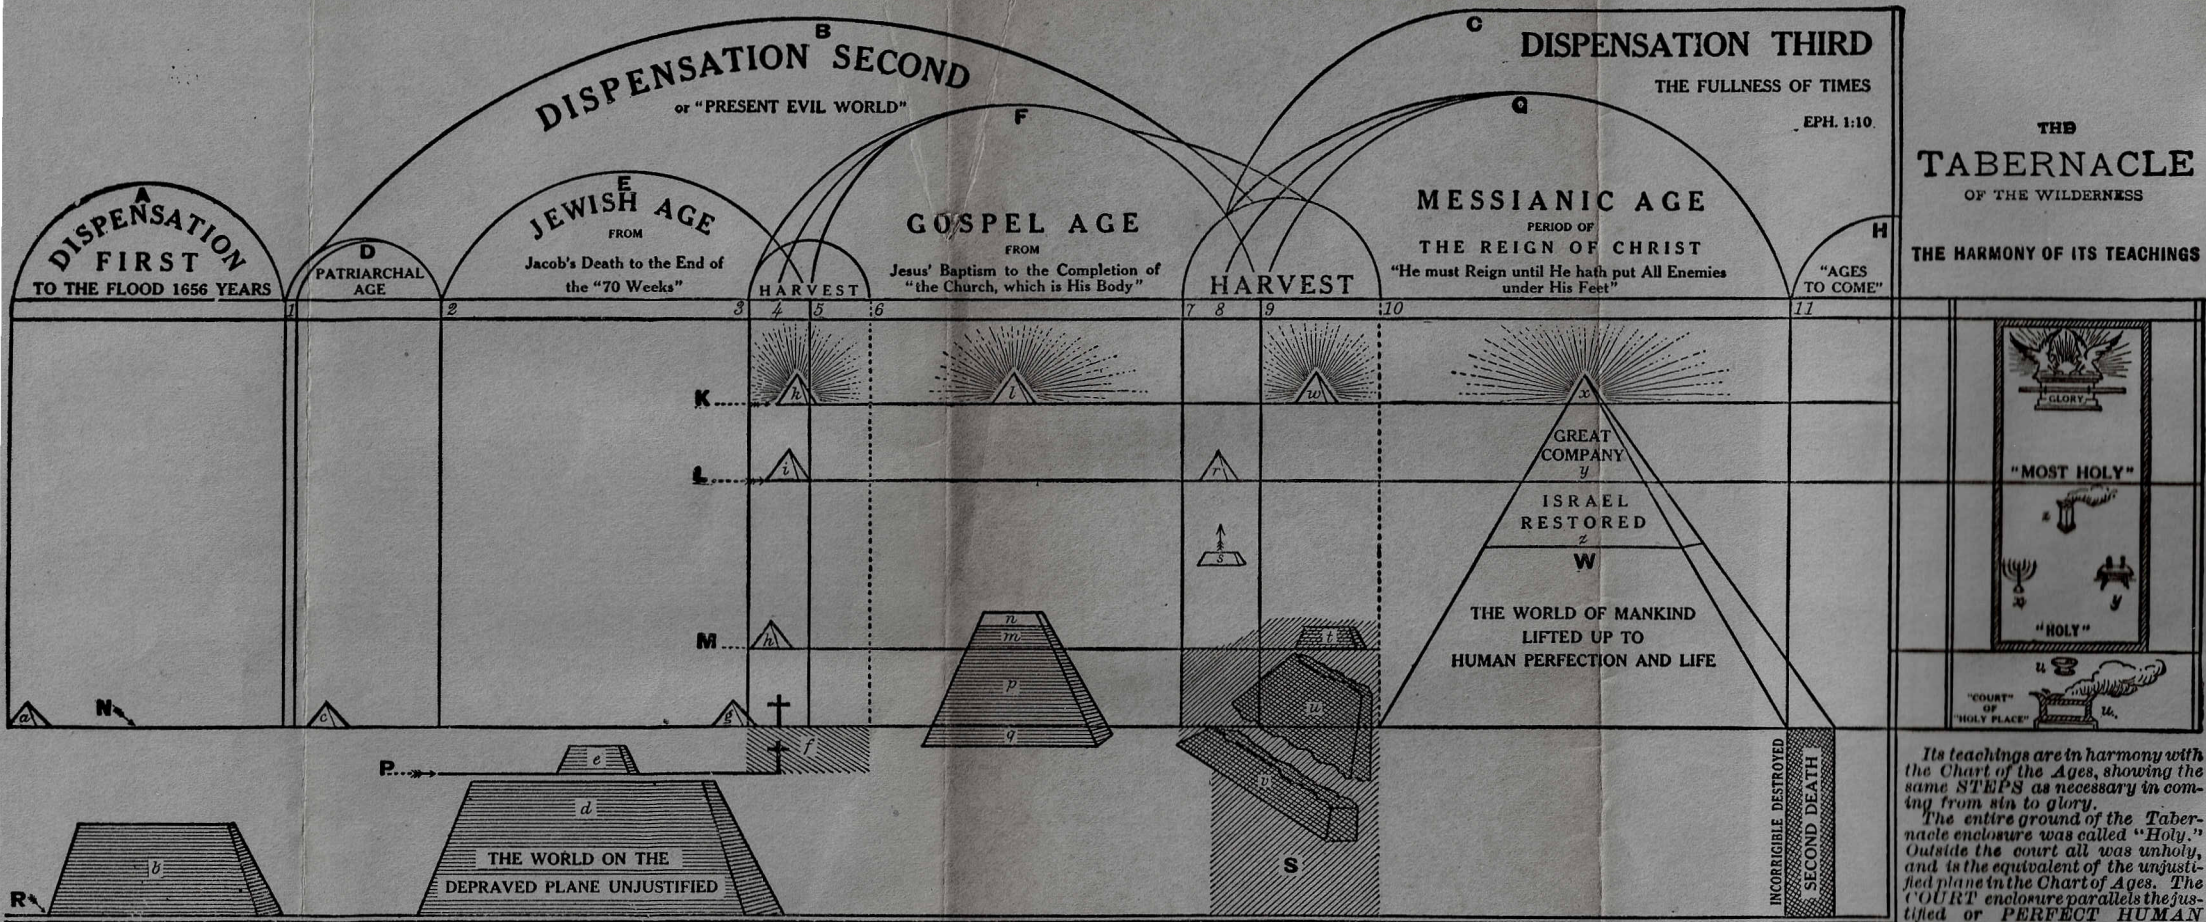 B
DISPENSATION SECOND
or "PRESENT EVIL WORLD"
C
DISPENSATION THIRD
THE FULLNESS OF TIMES
EPH. 1:10.
A
DISPENSATION
FIRST
TO THE FLOOD 1656 YEARS
D
PATRIARCHAL
AGE
E
JEWISH AGE
FROM
Jacob's Death to the End of
the "70 Weeks"
HARVEST
F
GOSPEL AGE
FROM
Jesus' Baptism to the Completion of
"the Church, which is His Body"
HARVEST
G
MESSIANIC AGE
PERIOD OF
THE REIGN OF CHRIST
"He must Reign until He hath put All Enemies
under His Feet"
H
"AGES
TO COME"
THE
TABERNACLE
OF THE WILDERNESS
THE HARMONY OF ITS TEACHINGS
1 2 3 4 5 6 7 8 9 10 11
K k l w x
GLORY
GREAT
COMPANY
y
L i r
"MOST HOLY"
ISRAEL
RESTORED
z
s
W
z
x y
"HOLY"
THE WORLD OF MANKIND
LIFTED UP TO
HUMAN PERFECTION AND LIFE
M h n
m
t
p
u
q
v
a N c g
u
"COURT"
OF
"HOLY PLACE"
u
P e f
d
THE WORLD ON THE
DEPRAVED PLANE UNJUSTIFIED
b
R
S
INCORRIGIBLE DESTROYED
SECOND DEATH
Its teachings are in harmony with
the Chart of the Ages, showing the
same STEPS as necessary in com-
ing from sin to glory.
The entire ground of the Taber-
nacle enclosure was called "Holy."
Outside the court all was unholy,
and is the equivalent of the unjusti-
fied plane in the Chart of Ages. The
COURT enclosure parallels the jus-
tified or PERFECT HUMAN